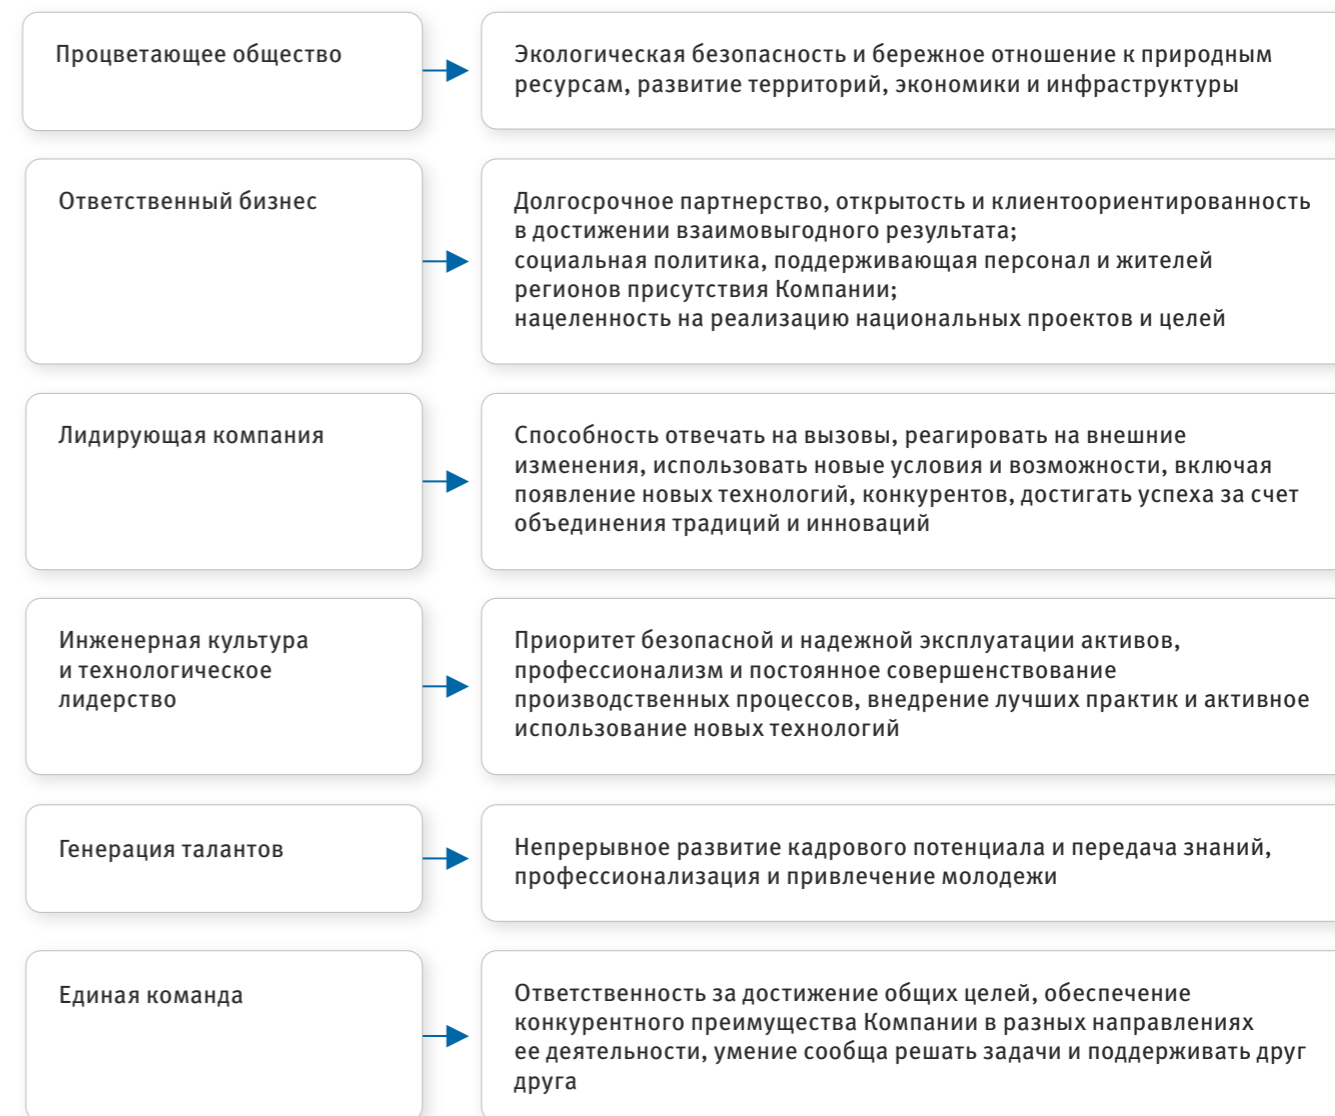 Процветающее общество
Экологическая безопасность и бережное отношение к природным
ресурсам, развитие территорий, экономики и инфраструктуры
Ответственный бизнес
Долгосрочное партнерство, открытость и клиентоориентированность
в достижении взаимовыгодного результата;
социальная политика, поддерживающая персонал и жителей
регионов присутствия Компании;
нацеленность на реализацию национальных проектов и целей
Лидирующая компания
Способность отвечать на вызовы, реагировать на внешние
изменения, использовать новые условия и возможности, включая
появление новых технологий, конкурентов, достигать успеха за счет
объединения традиций и инноваций
Инженерная культура
и технологическое
лидерство
Приоритет безопасной и надежной эксплуатации активов,
профессионализм и постоянное совершенствование
производственных процессов, внедрение лучших практик и активное
использование новых технологий
Генерация талантов
Непрерывное развитие кадрового потенциала и передача знаний,
профессионализация и привлечение молодежи
Единая команда
Ответственность за достижение общих целей, обеспечение
конкурентного преимущества Компании в разных направлениях
ее деятельности, умение сообща решать задачи и поддерживать друг
друга